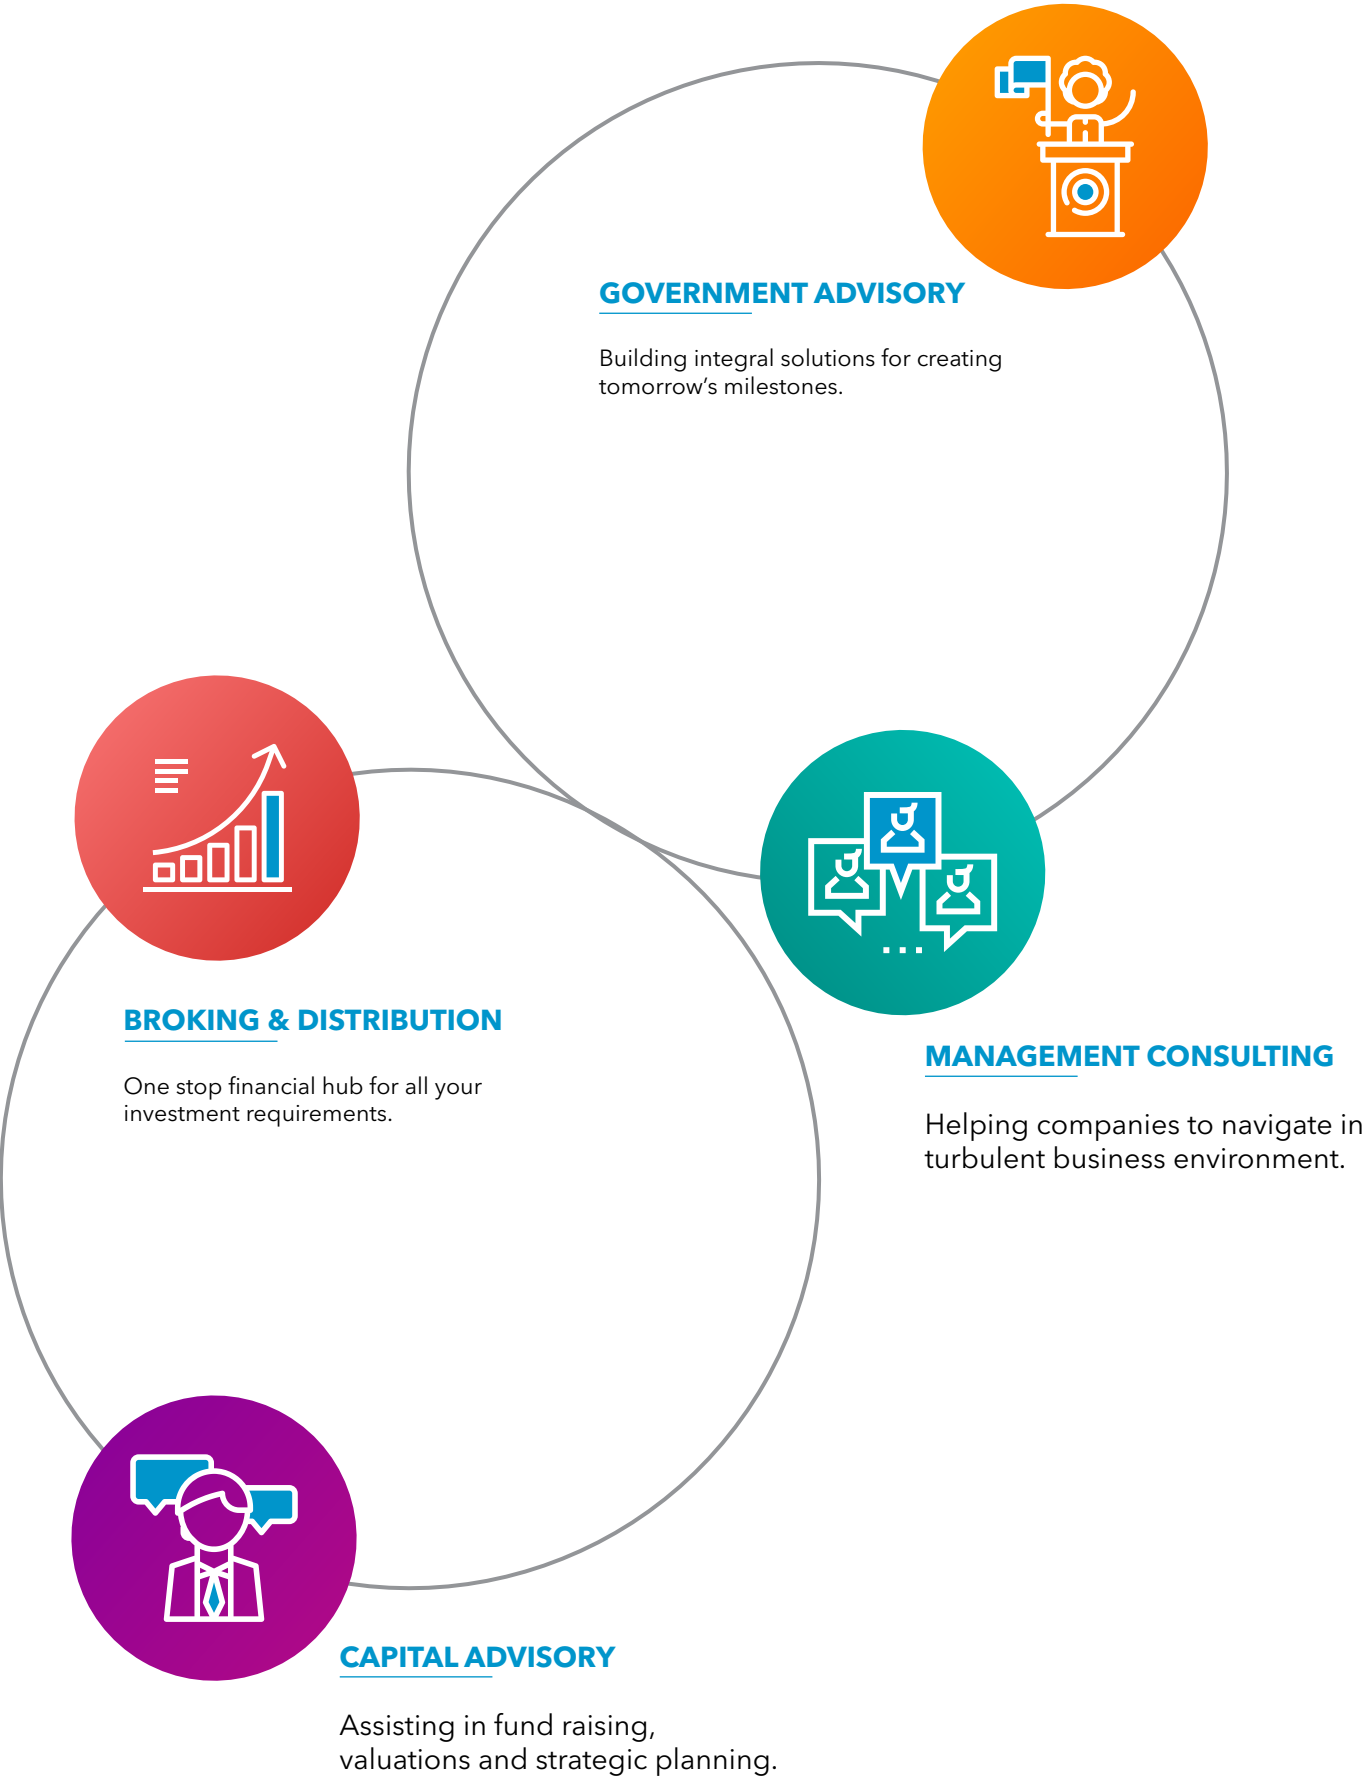 GOVERNMENT ADVISORY
Building integral solutions for creating
tomorrow’s milestones.
BROKING & DISTRIBUTION
One stop financial hub for all your
investment requirements.
MANAGEMENT CONSULTING
Helping companies to navigate in
turbulent business environment.
CAPITAL ADVISORY
Assisting in fund raising,
valuations and strategic planning.